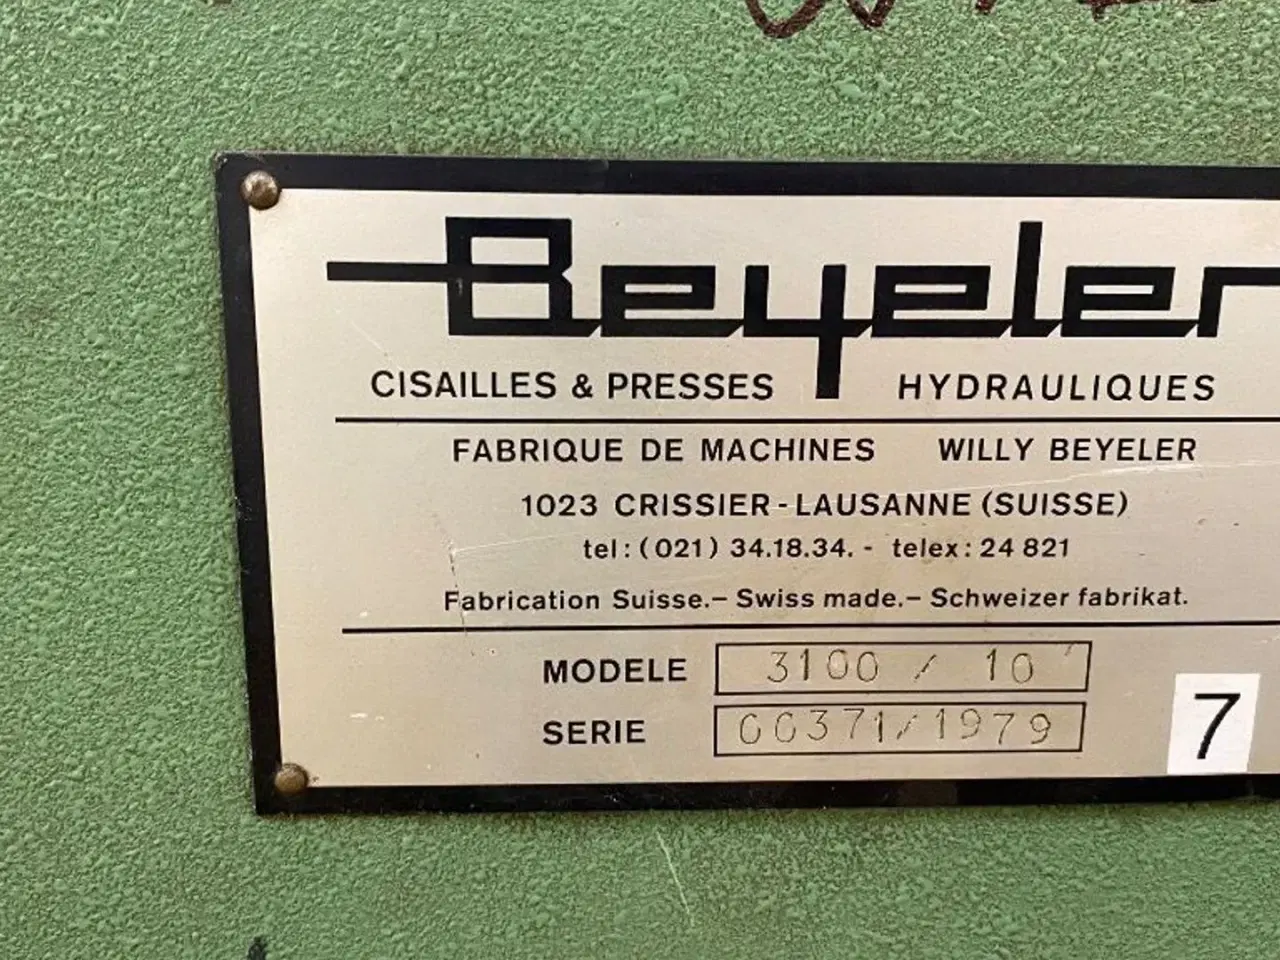 Beyeler
CISAILLES & PRESSES HYDRAULIQUES
FABRIQUE DE MACHINES WILLY BEYELER
1023 CRISSIER-LAUSANNE (SUISSE)
tel: (021) 34.18.34. - telex: 24 821
Fabrication Suisse.– Swiss made.– Schweizer fabrikat.
MODELE 3100 / 10
SERIE 00371/1979
7